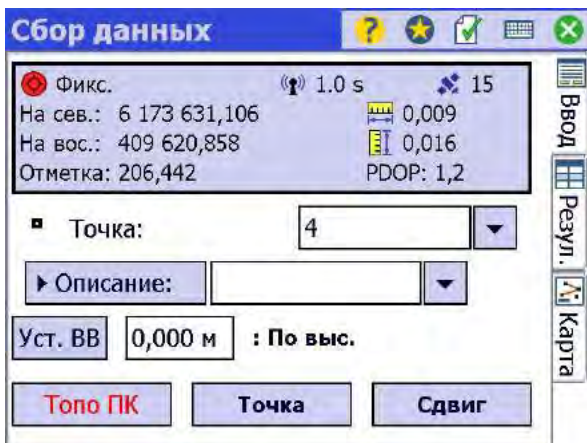 Сбор данных
Фикс. 1.0 s 15
На сев.: 6 173 631,106 0,009
На вос.: 409 620,858 0,016
Отметка: 206,442 PDOP: 1,2
Точка: 4
Описание:
Уст. ВВ 0,000 м : По выс.
Топо ПК Точка Сдвиг
Ввод
Резул.
Карта